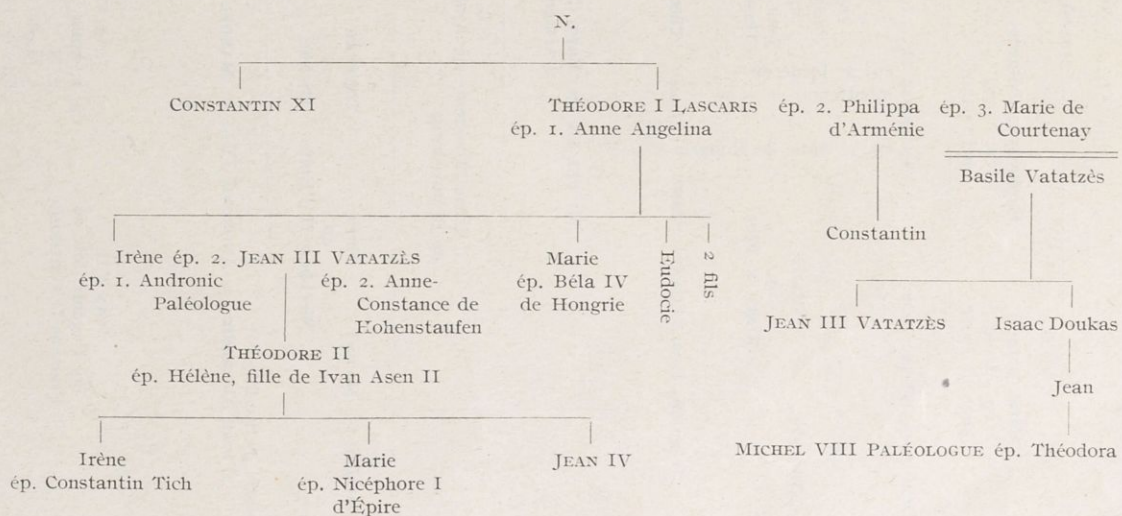 N.
CONSTANTIN XI
THÉODORE I LASCARIS ép. 2. Philippa ép. 3. Marie de
ép. 1. Anne Angelina d'Arménie Courtenay
Basile Vatatzès
Constantin
Irène ép. 2. JEAN III VATATZÈS
ép. 1. Andronic Paléologue
ép. 2. Anne-
Constance de
Hohenstaufen
Marie
ép. Béla IV
de Hongrie
Eudocie
2 fils
JEAN III VATATZÈS Isaac Doukas
THÉODORE II
ép. Hélène, fille de Ivan Asen II
Jean
Irène
ép. Constantin Tich
Marie
ép. Nicéphore I
d'Épire
JEAN IV
MICHEL VIII PALÉOLOGUE ép. Théodora